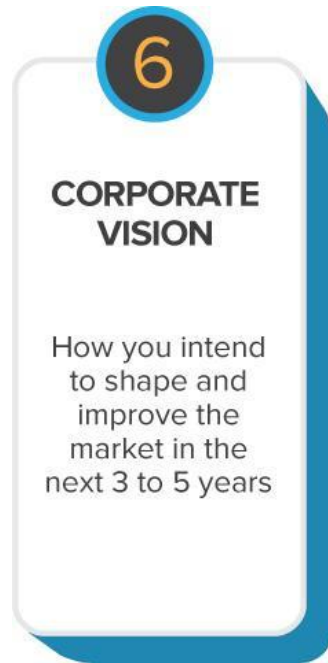 6
CORPORATE
VISION
How you intend
to shape and
improve the
market in the
next 3 to 5 years